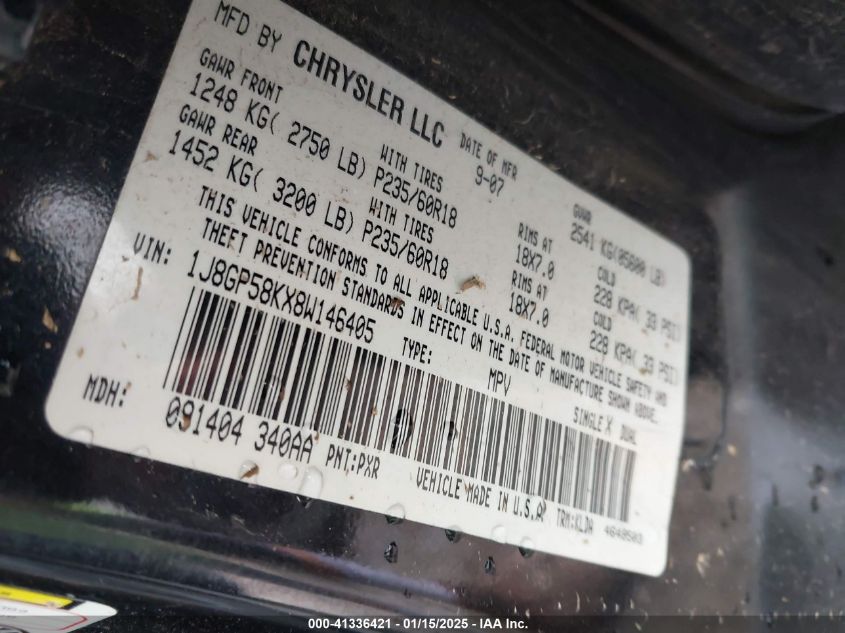 MFD BY CHRYSLER LLC DATE OF MFR 9-07 GVWR 2541 KG(05600 LB)
GAWR FRONT WITH TIRES RIMS AT COLD
1248 KG( 2750 LB) P235/60R18 18X7.0 228 KPA( 33 PSI)
GAWR REAR WITH TIRES RIMS AT COLD
1452 KG( 3200 LB) P235/60R18 18X7.0 228 KPA( 33 PSI)
THIS VEHICLE CONFORMS TO ALL APPLICABLE U.S.A. FEDERAL MOTOR VEHICLE SAFETY AND
THEFT PREVENTION STANDARDS IN EFFECT ON THE DATE OF MANUFACTURE SHOWN ABOVE.
VIN: 1J8GP58KX8W146405 TYPE: MPV SINGLE X DUAL
MDH: 091404 340AA PNT:PXR VEHICLE MADE IN U.S.A TRM:KLDA 4649503
000-41336421 - 01/15/2025 - IAA Inc.